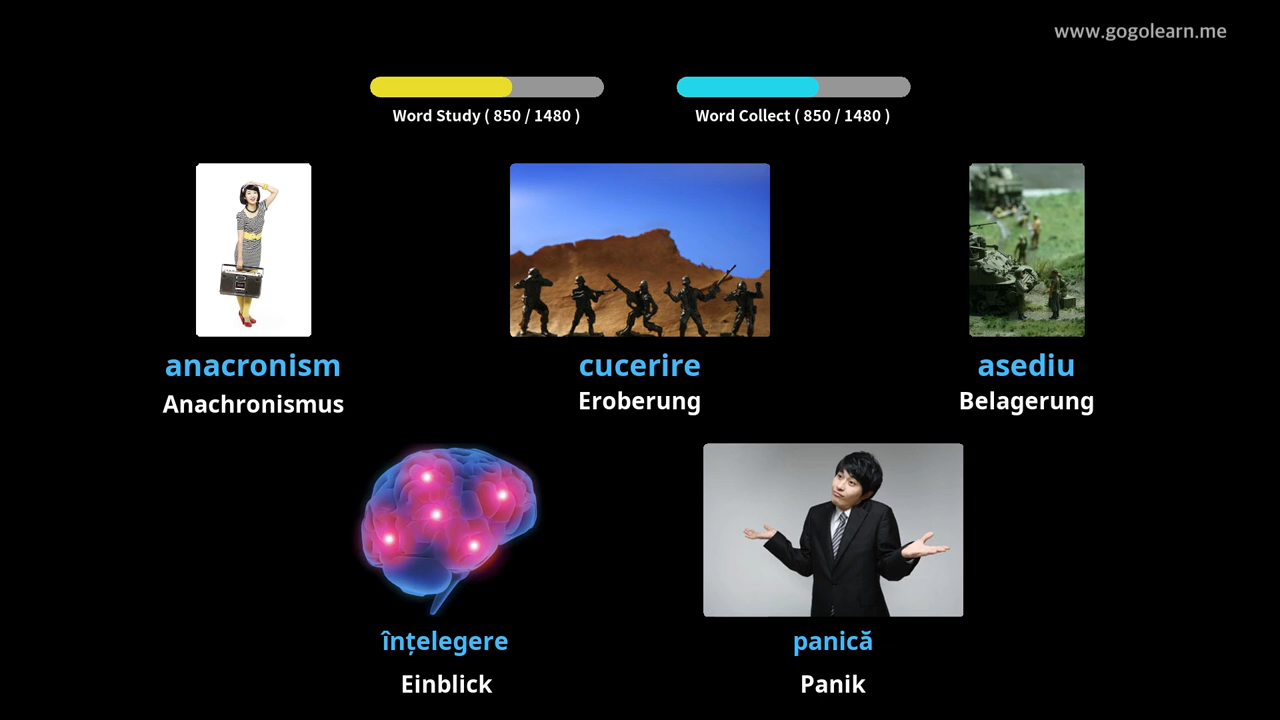 www.gogolearn.me
Word Study ( 850 / 1480 )
Word Collect ( 850 / 1480 )
anacronism
cucerire
asediu
Anachronismus
Eroberung
Belagerung
înțelegere
panică
Einblick
Panik